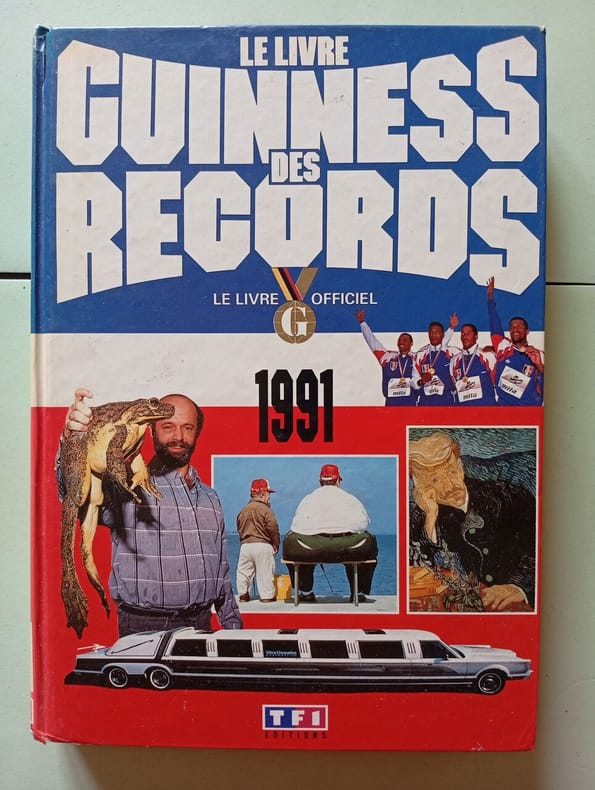 LE LIVRE
GUINNESS
DES
RECORDS
LE LIVRE OFFICIEL
G
1991
TF1
EDITIONS